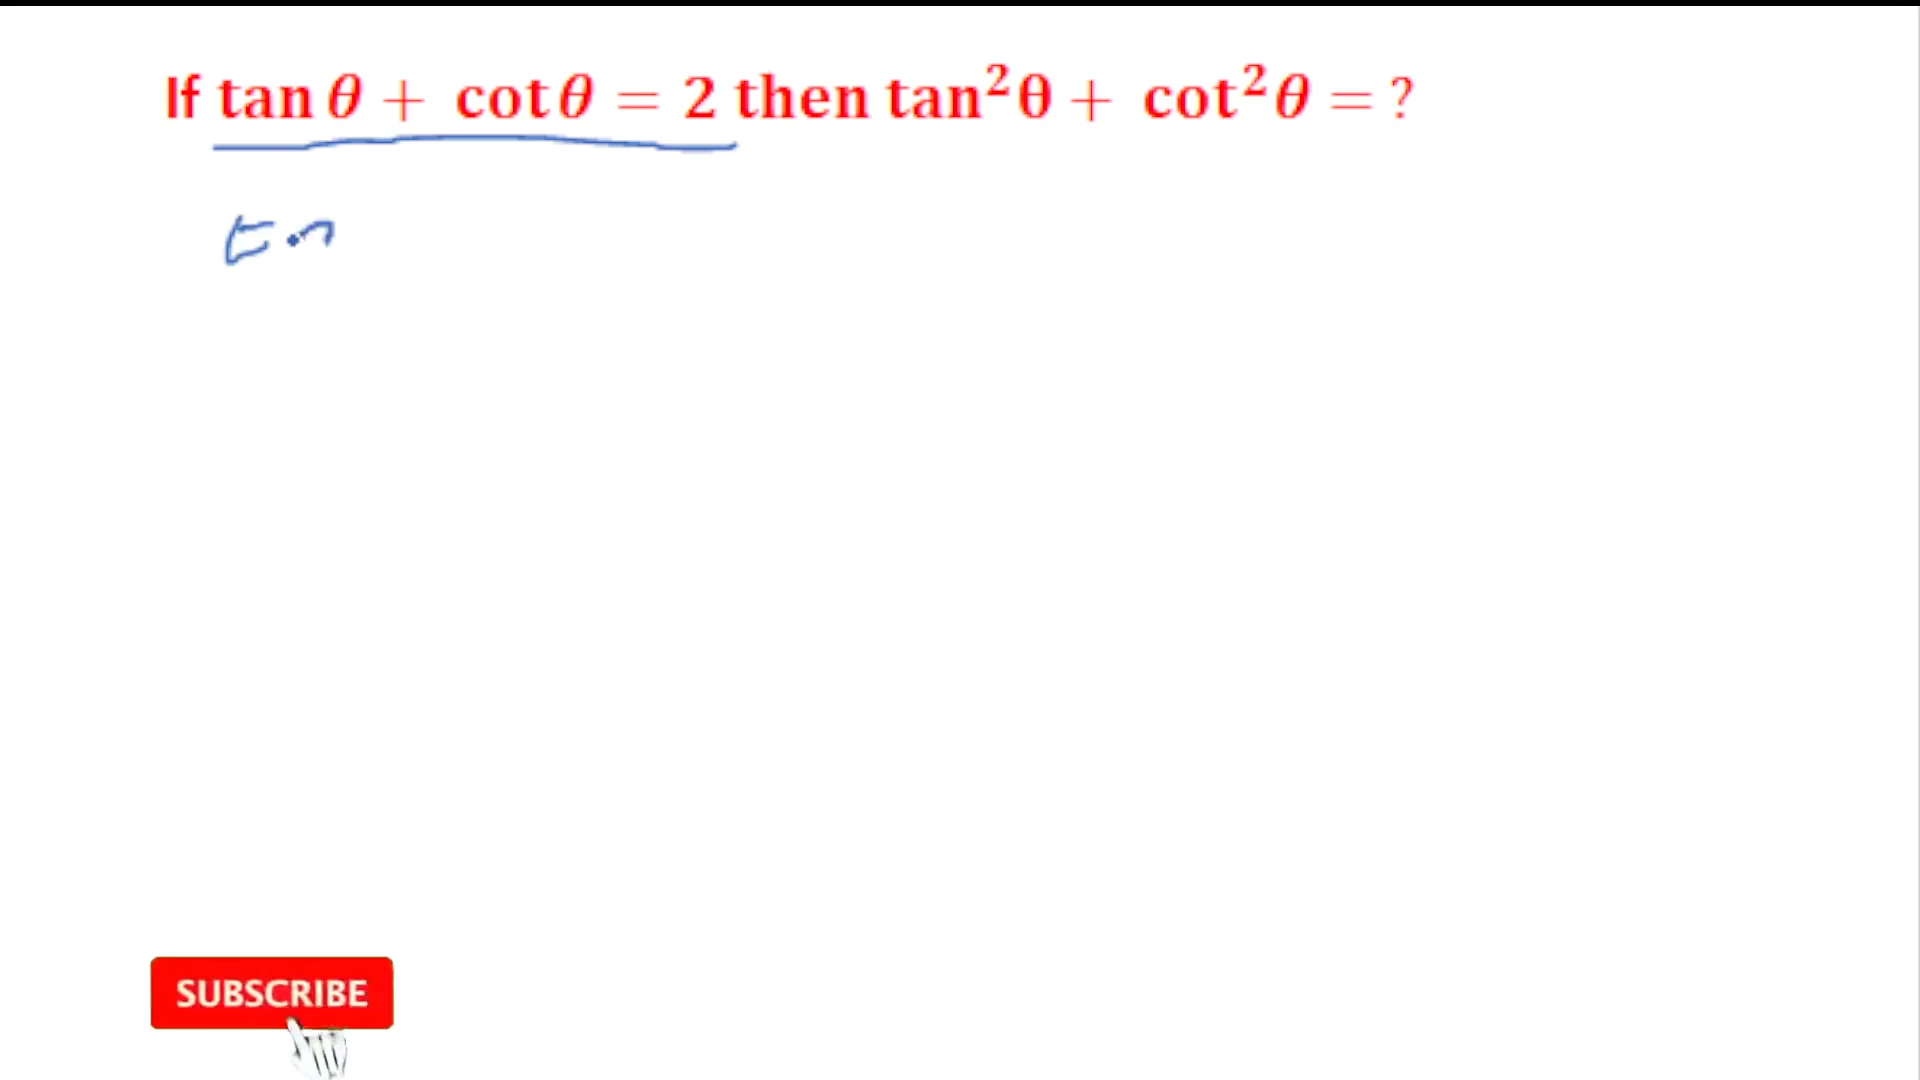 If tan θ + cot θ = 2 then tan²θ + cot²θ = ?
SUBSCRIBE